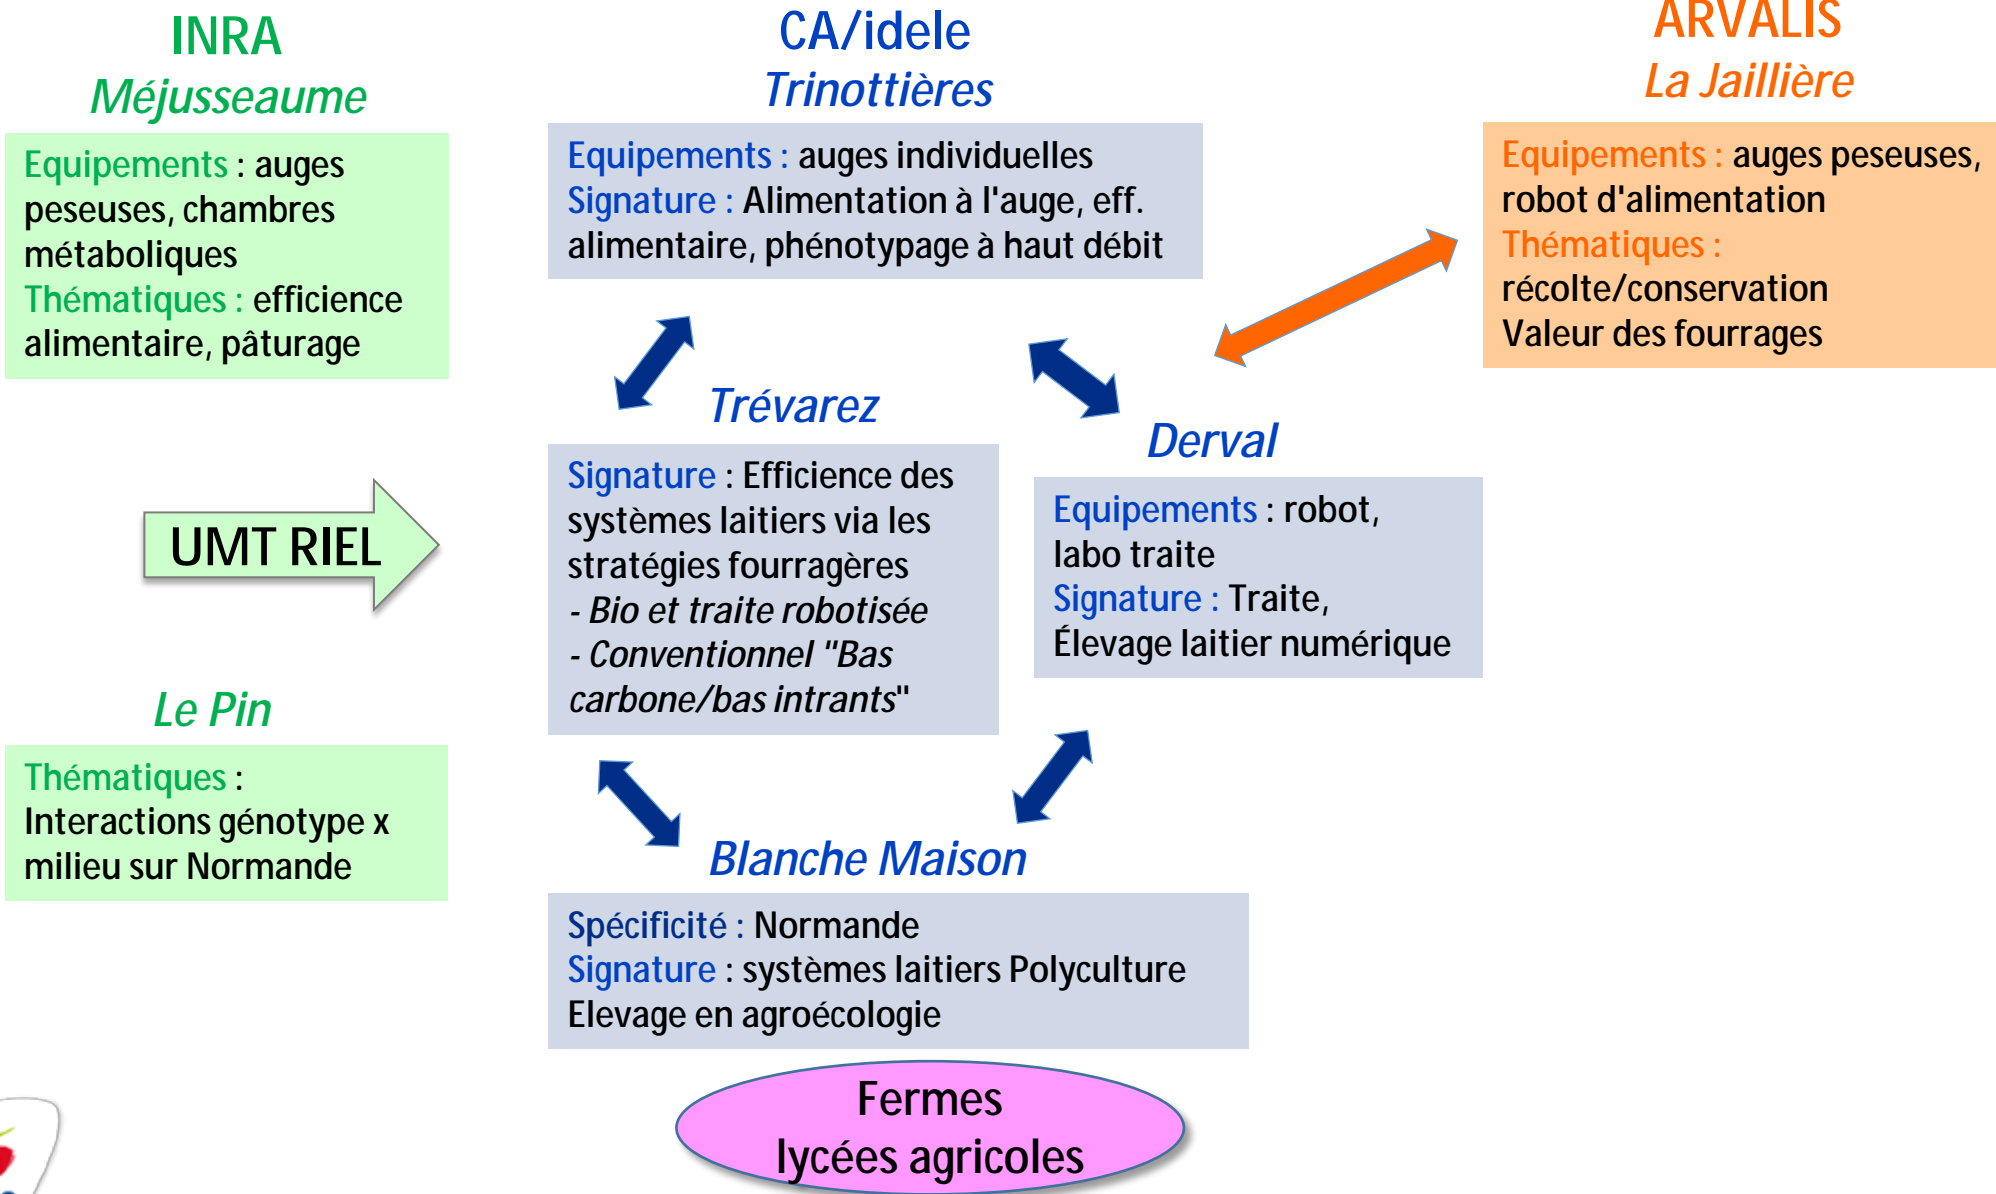 INRA
Méjusseaume
Equipements : auges
peseuses, chambres
métaboliques
Thématiques : efficience
alimentaire, pâturage
UMT RIEL
Le Pin
Thématiques :
Interactions génotype x
milieu sur Normande
CA/idele
Trinottières
Equipements : auges individuelles
Signature : Alimentation à l'auge, eff.
alimentaire, phénotypage à haut débit
Trévarez
Signature : Efficience des
systèmes laitiers via les
stratégies fourragères
- Bio et traite robotisée
- Conventionnel "Bas
carbone/bas intrants"
Derval
Equipements : robot,
labo traite
Signature : Traite,
Élevage laitier numérique
Blanche Maison
Spécificité : Normande
Signature : systèmes laitiers Polyculture
Elevage en agroécologie
Fermes
lycées agricoles
ARVALIS
La Jaillière
Equipements : auges peseuses,
robot d'alimentation
Thématiques :
récolte/conservation
Valeur des fourrages